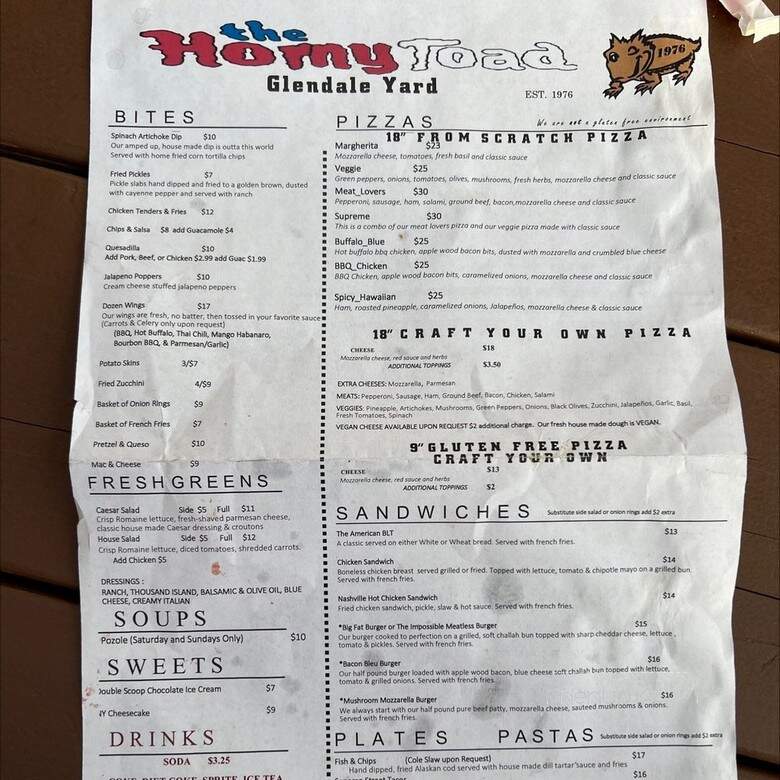 the
Horny Toad
1976
Glendale Yard
EST. 1976
BITES
Spinach Artichoke Dip $10
Our amped up, house made dip is outta this world
Served with home fried corn tortilla chips
Fried Pickles $7
Pickle slabs hand dipped and fried to a golden brown, dusted
with cayenne pepper and served with ranch
Chicken Tenders & Fries $12
Chips & Salsa $8 add Guacamole $4
Quesadilla $10
Add Pork, Beef, or Chicken $2.99 add Guac $1.99
Jalapeno Poppers $10
Cream cheese stuffed jalapeno peppers
Dozen Wings $17
Our wings are fresh, no batter, then tossed in your favorite sauce
(Carrots & Celery only upon request)
(BBQ, Hot Buffalo, Thai Chili, Mango Habanaro,
Bourbon BBQ, & Parmesan/Garlic)
Potato Skins 3/$7
Fried Zucchini 4/$9
Basket of Onion Rings $9
Basket of French Fries $7
Pretzel & Queso $10
Mac & Cheese $9
FRESH GREENS
Caesar Salad Side $5 Full $11
Crisp Romaine lettuce, fresh-shaved parmesan cheese,
classic house made Caesar dressing & croutons
House Salad Side $5 Full $12
Crisp Romaine lettuce, diced tomatoes, shredded carrots.
Add Chicken $5
DRESSINGS :
RANCH, THOUSAND ISLAND, BALSAMIC & OLIVE OIL, BLUE
CHEESE, CREAMY ITALIAN
SOUPS
Pozole (Saturday and Sundays Only) $10
SWEETS
Double Scoop Chocolate Ice Cream $7
NY Cheesecake $9
DRINKS
SODA $3.25
COKE, DIET COKE, SPRITE, ICE TEA
PIZZAS
We are not a gluten free environment
18" FROM SCRATCH PIZZA
Margherita $23
Mozzarella cheese, tomatoes, fresh basil and classic sauce
Veggie $25
Green peppers, onions, tomatoes, olives, mushrooms, fresh herbs, mozzarella cheese and classic sauce
Meat_Lovers $30
Pepperoni, sausage, ham, salami, ground beef, bacon,mozzarella cheese and classic sauce
Supreme $30
This is a combo of our meat lovers pizza and our veggie pizza made with classic sauce
Buffalo_Blue $25
Hot buffalo bbq chicken, apple wood bacon bits, dusted with mozzarella and crumbled blue cheese
BBQ_Chicken $25
BBQ Chicken, apple wood bacon bits, caramelized onions, mozzarella cheese and classic sauce
Spicy_Hawaiian $25
Ham, roasted pineapple, caramelized onions, Jalapeños, mozzarella cheese & classic sauce
18" CRAFT YOUR OWN PIZZA
CHEESE $18
Mozzarella cheese, red sauce and herbs
ADDITIONAL TOPPINGS $3.50
EXTRA CHEESES: Mozzarella, Parmesan
MEATS: Pepperoni, Sausage, Ham, Ground Beef, Bacon, Chicken, Salami
VEGGIES: Pineapple, Artichokes, Mushrooms, Green Peppers, Onions, Black Olives, Zucchini, Jalapeños, Garlic, Basil,
Fresh Tomatoes, Spinach
VEGAN CHEESE AVAILABLE UPON REQUEST $2 additional charge. Our fresh house made dough is VEGAN.
9" GLUTEN FREE PIZZA
CRAFT YOUR OWN
CHEESE $13
Mozzarella cheese, red sauce and herbs
ADDITIONAL TOPPINGS $2
SANDWICHES Substitute side salad or onion rings add $2 extra
The American BLT $13
A classic served on either White or Wheat bread. Served with french fries.
Chicken Sandwich $14
Boneless chicken breast served grilled or fried. Topped with lettuce, tomato & chipotle mayo on a grilled bun.
Served with french fries.
Nashville Hot Chicken Sandwich $14
Fried chicken sandwich, pickle, slaw & hot sauce. Served with french fries.
*Big Fat Burger or The Impossible Meatless Burger $15
Our burger cooked to perfection on a grilled, soft challah bun topped with sharp cheddar cheese, lettuce,
tomato & pickles. Served with french fries.
*Bacon Bleu Burger $16
Our half pound burger loaded with apple wood bacon, blue cheese soft challah bun topped with lettuce,
tomato & grilled onions. Served with french fries.
*Mushroom Mozzarella Burger $16
We always start with our half pound pure beef patty, mozzarella cheese, sauteed mushrooms & onions.
Served with french fries.
PLATES PASTAS Substitute side salad or onion rings add $2 extra
Fish & Chips (Cole Slaw upon Request) $17
Hand dipped, fried Alaskan cod served with house made dill tartar sauce and fries
Street Tacos $16